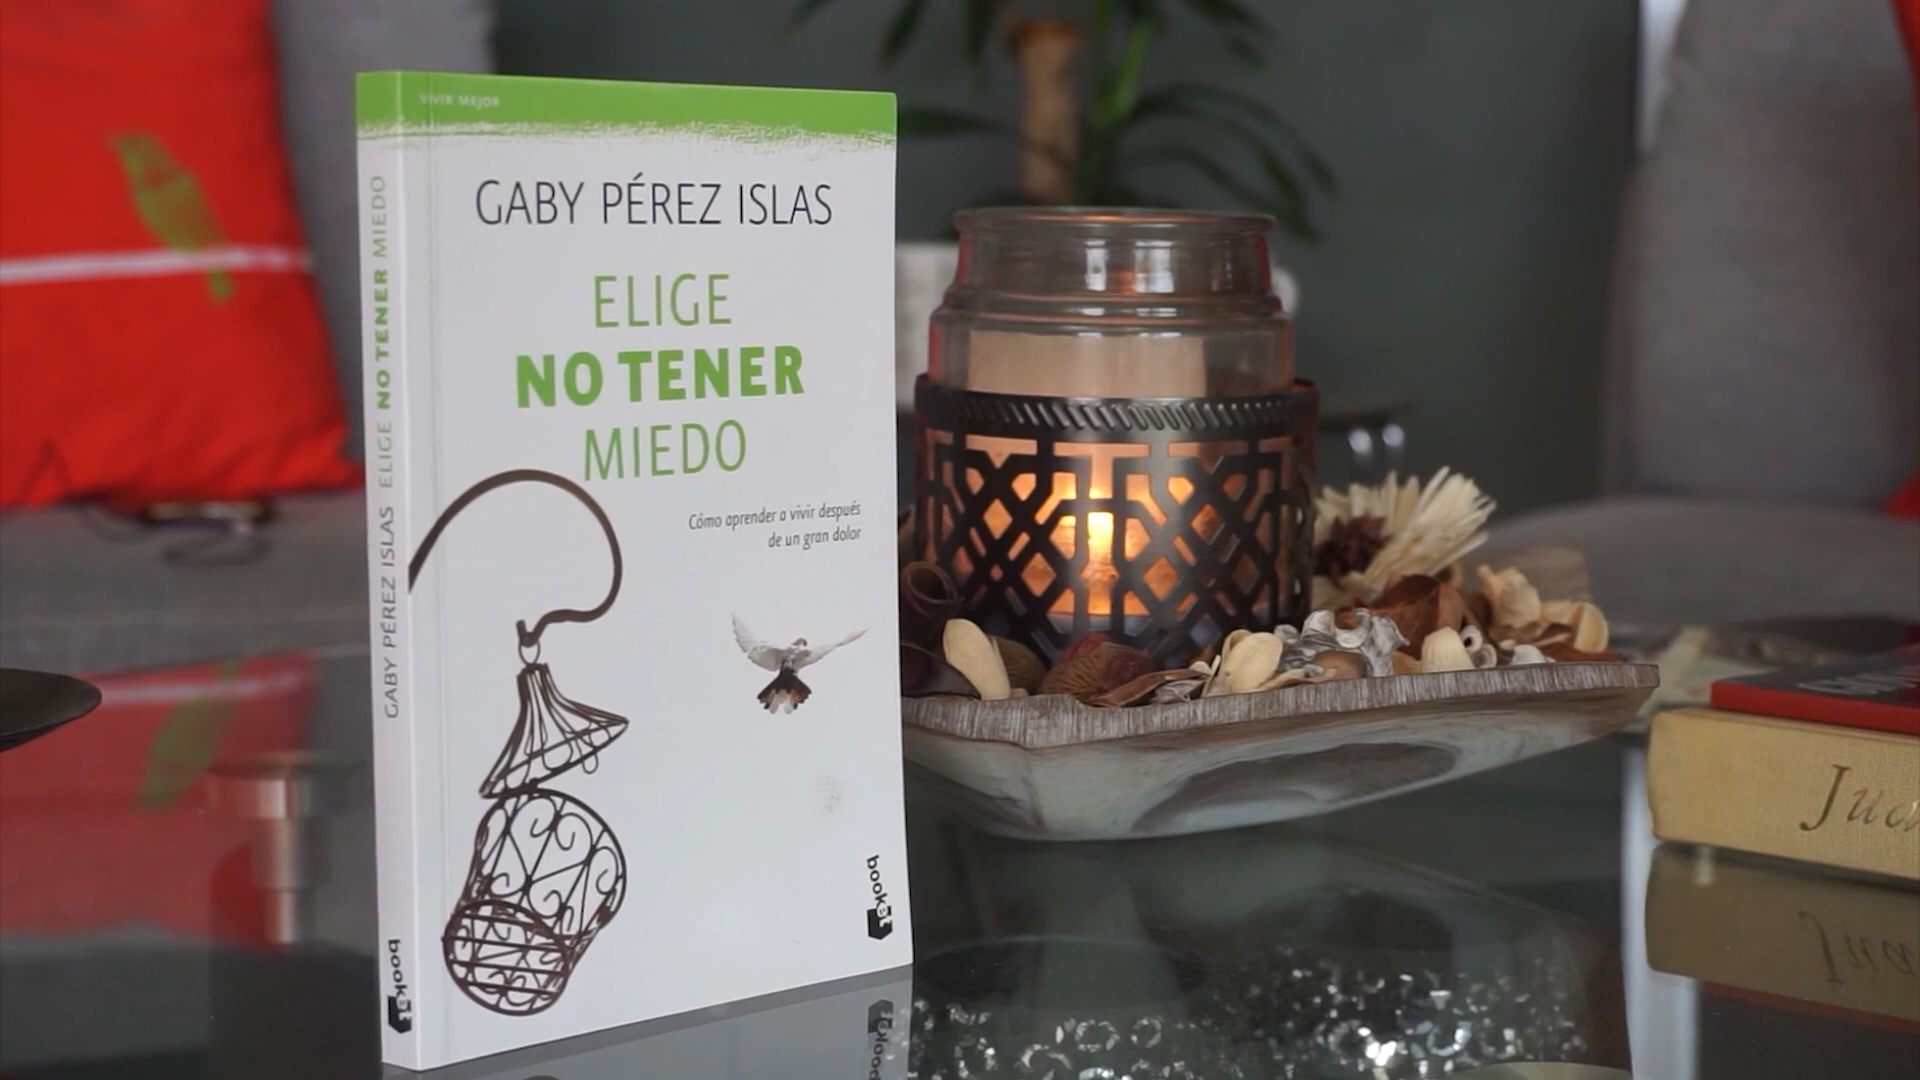 VIVIR MEJOR
GABY PÉREZ ISLAS
ELIGE
NO TENER
MIEDO
Cómo aprender a vivir después
de un gran dolor
booket
GABY PÉREZ ISLAS ELIGE NO TENER MIEDO
booket